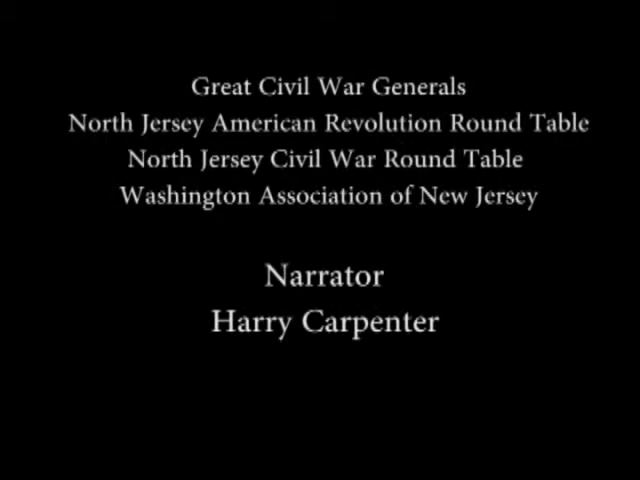 Great Civil War Generals
North Jersey American Revolution Round Table
North Jersey Civil War Round Table
Washington Association of New Jersey
Narrator
Harry Carpenter